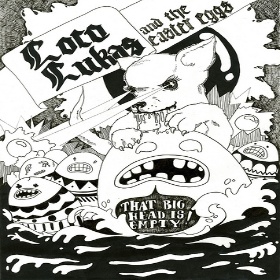 Loco
Lukas
and the
easter eggs
THAT BIG
HEAD IS
EMPTY!